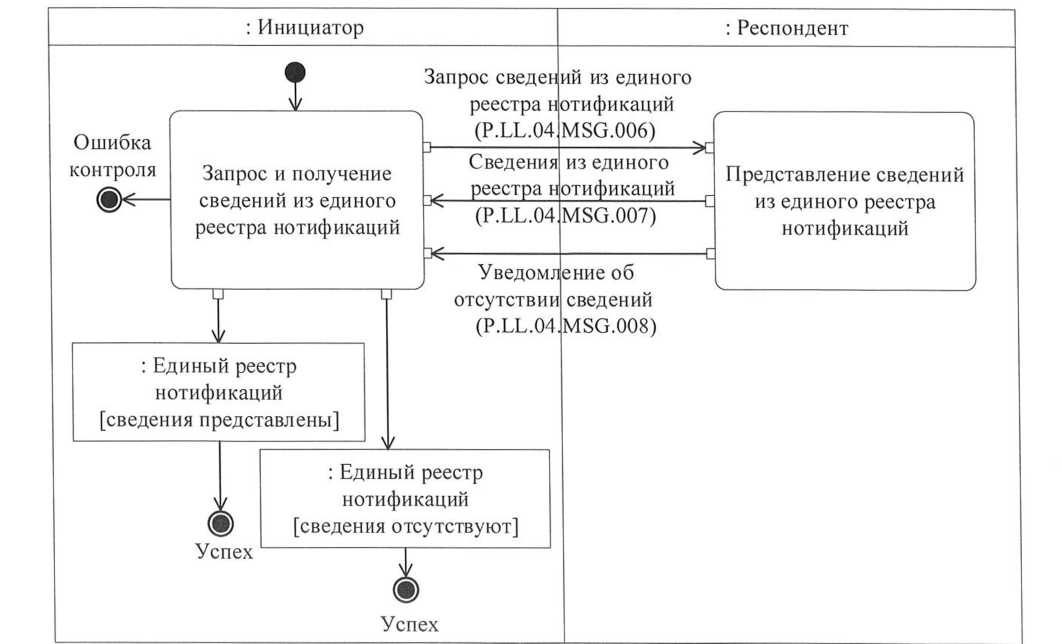 : Инициатор
: Респондент
Запрос сведений из единого
реестра нотификаций
(P.LL.04.MSG.006)
Ошибка
контроля
Запрос и получение
сведений из единого
реестра нотификаций
Сведения из единого
реестра нотификаций
(P.LL.04.MSG.007)
Представление сведений
из единого реестра
нотификаций
Уведомление об
отсутствии сведений
(P.LL.04.MSG.008)
: Единый реестр
нотификаций
[сведения представлены]
Успех
: Единый реестр
нотификаций
[сведения отсутствуют]
Успех